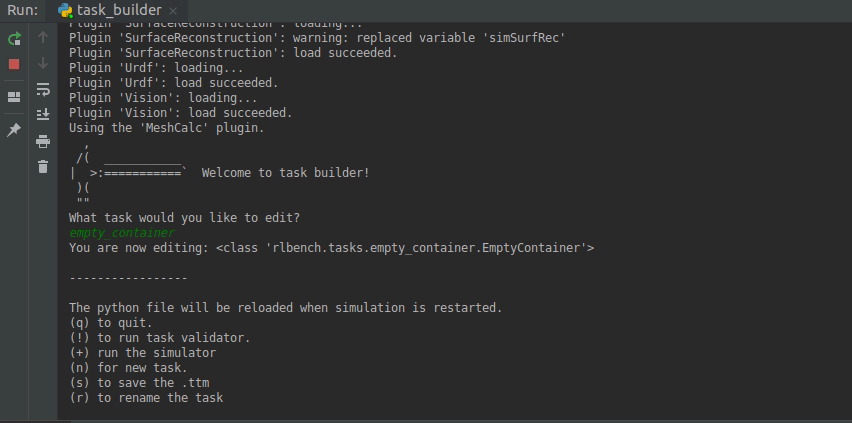 Run: task_builder ×
Plugin 'SurfaceReconstruction': loading...
Plugin 'SurfaceReconstruction': warning: replaced variable 'simSurfRec'
Plugin 'SurfaceReconstruction': load succeeded.
Plugin 'Urdf': loading...
Plugin 'Urdf': load succeeded.
Plugin 'Vision': loading...
Plugin 'Vision': load succeeded.
Using the 'MeshCalc' plugin.
  ,
 /(  ___________
|  >:===========`  Welcome to task builder!
 )(
 ""
What task would you like to edit?
empty_container
You are now editing: <class 'rlbench.tasks.empty_container.EmptyContainer'>
-----------------
The python file will be reloaded when simulation is restarted.
(q) to quit.
(!) to run task validator.
(+) run the simulator
(n) for new task.
(s) to save the .ttm
(r) to rename the task